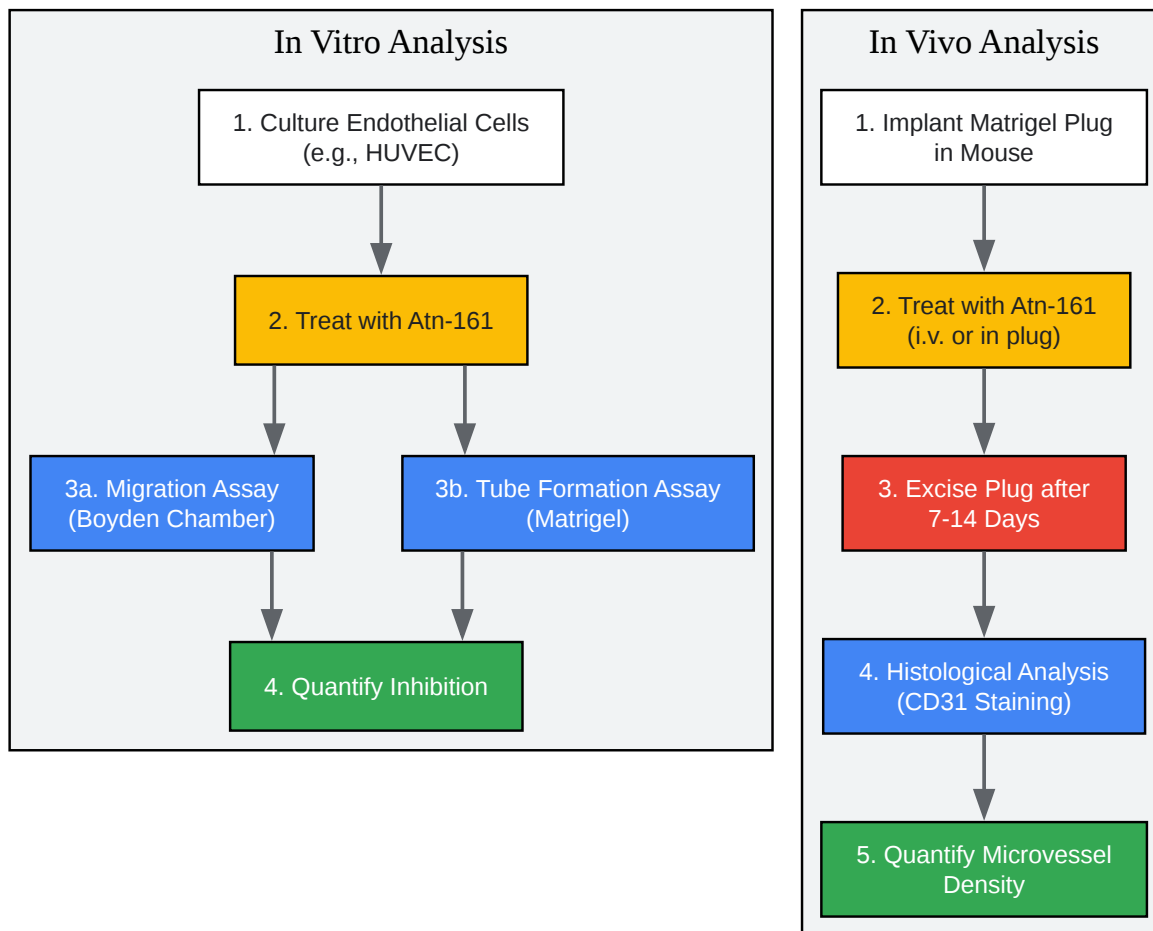 In Vitro Analysis
1. Culture Endothelial Cells
(e.g., HUVEC)
2. Treat with Atn-161
3a. Migration Assay
(Boyden Chamber)
3b. Tube Formation Assay
(Matrigel)
4. Quantify Inhibition
In Vivo Analysis
1. Implant Matrigel Plug
in Mouse
2. Treat with Atn-161
(i.v. or in plug)
3. Excise Plug after
7-14 Days
4. Histological Analysis
(CD31 Staining)
5. Quantify Microvessel
Density